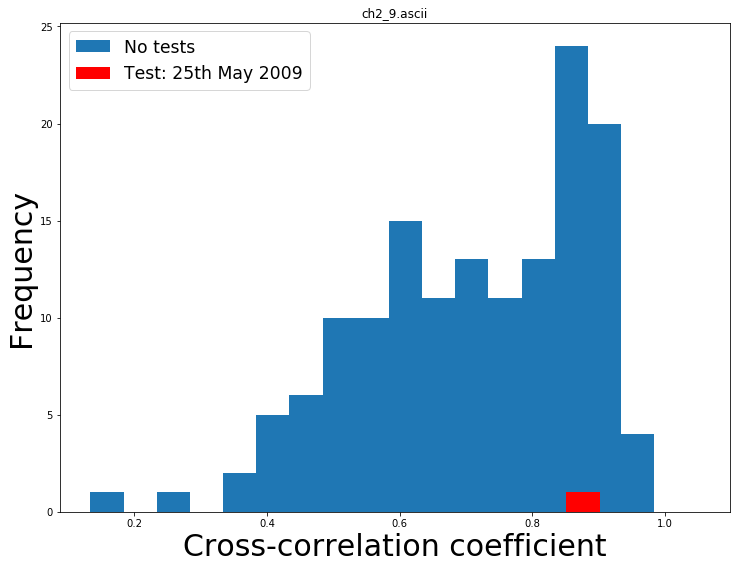 ch2_9.ascii
No tests
Test: 25th May 2009
Frequency
25
20
15
10
5
0
0.2 0.4 0.6 0.8 1.0
Cross-correlation coefficient